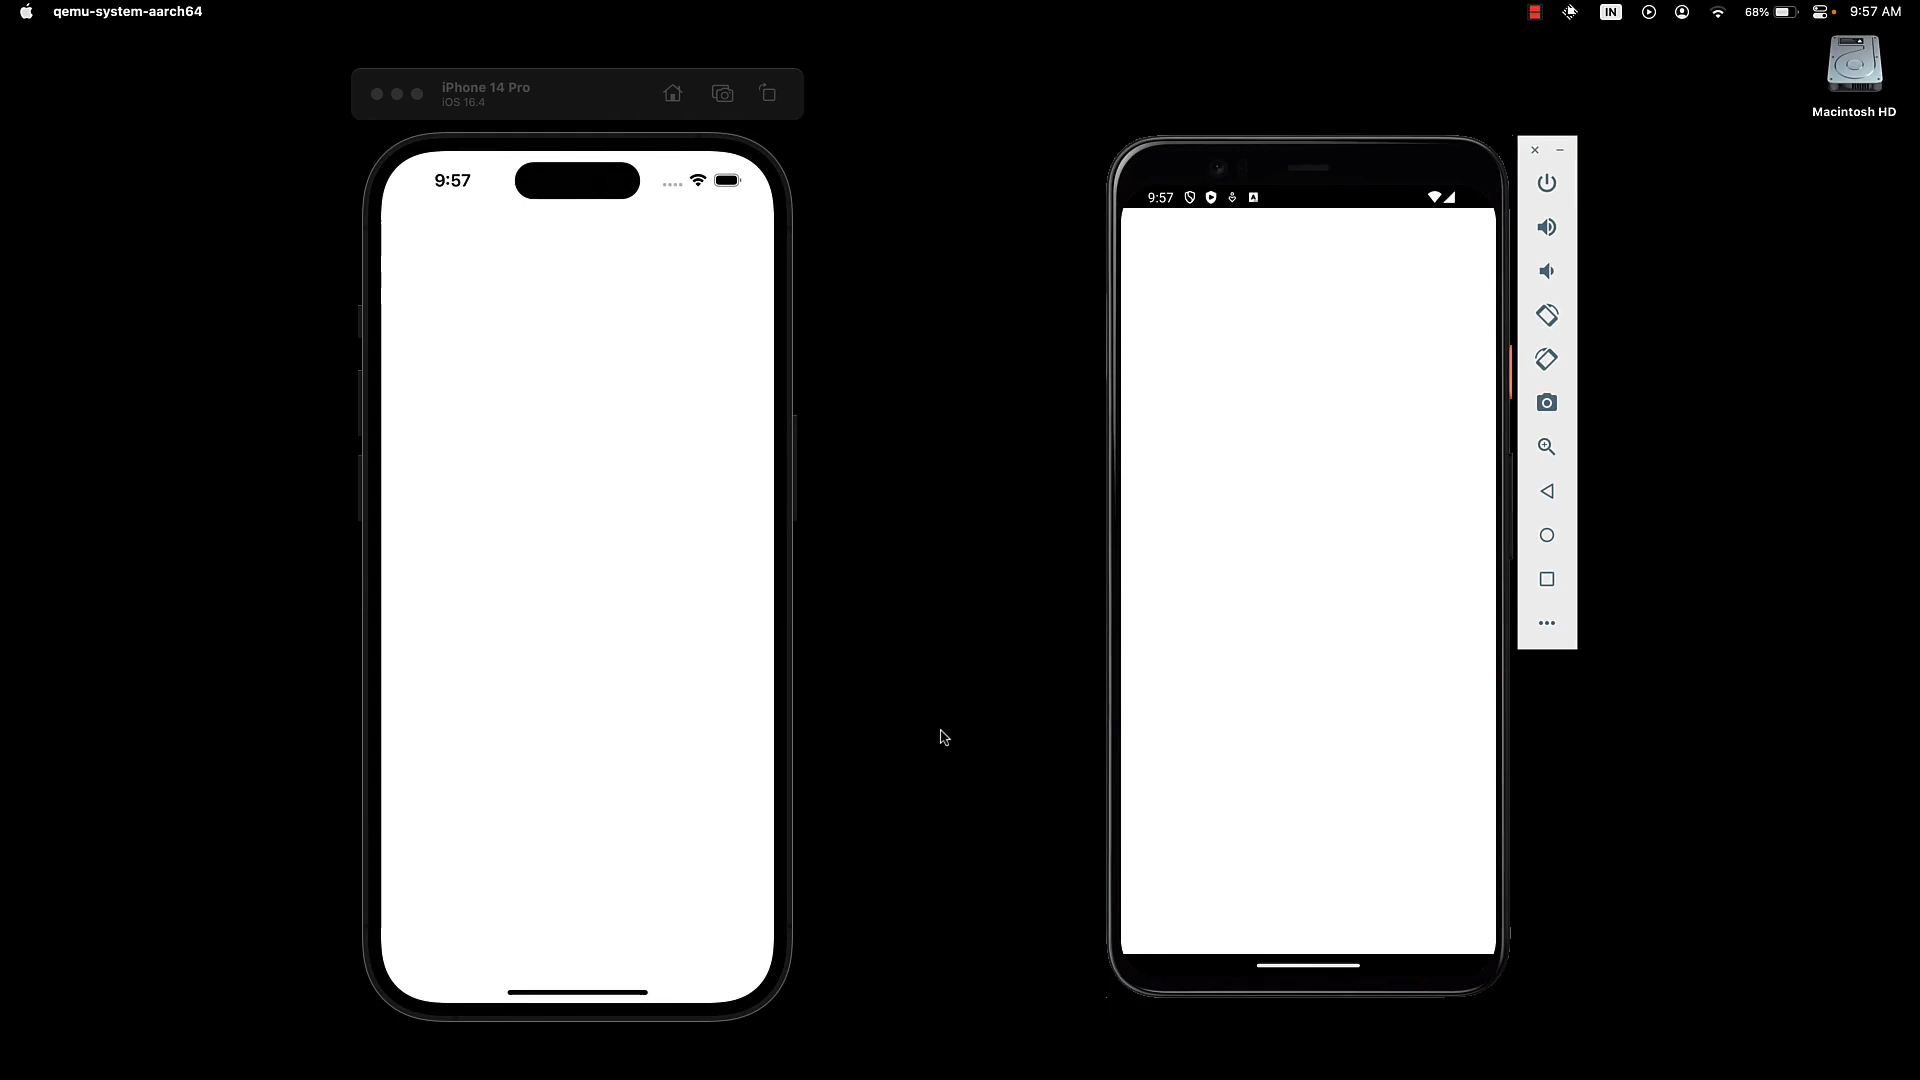 qemu-system-aarch64
IN
68%
9:57 AM
Macintosh HD
iPhone 14 Pro
iOS 16.4
9:57
9:57
A